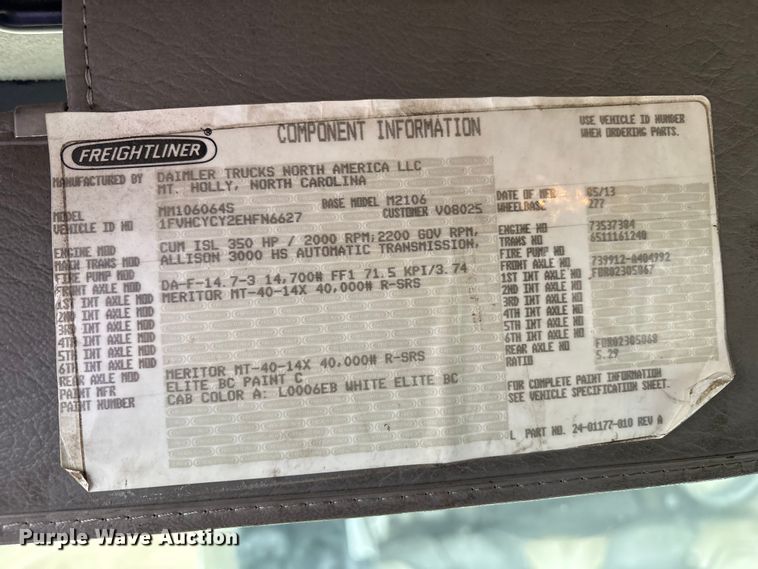 FREIGHTLINER
COMPONENT INFORMATION
USE VEHICLE ID NUMBER
WHEN ORDERING PARTS.
MANUFACTURED BY DAIMLER TRUCKS NORTH AMERICA LLC
MT. HOLLY, NORTH CAROLINA
DATE OF MFR 05/13
MODEL MM106064S BASE MODEL M2106
WHEELBASE 277
VEHICLE ID NO 1FVHCYCY2EHFN6627 CUSTOMER V08025
ENGINE MOD CUM ISL 350 HP / 2000 RPM;2200 GOV RPM,
ENGINE NO 73537304
MAIN TRANS MOD ALLISON 3000 HS AUTOMATIC TRANSMISSION,
TRANS NO 6511161240
FIRE PUMP MOD
FIRE PUMP NO
FRONT AXLE MOD DA-F-14.7-3 14,700# FF1 71.5 KPI/3.74
FRONT AXLE NO 739912-A404992
1ST INT AXLE MOD MERITOR MT-40-14X 40,000# R-SRS
1ST INT AXLE NO FOR02305067
2ND INT AXLE MOD
2ND INT AXLE NO
3RD INT AXLE MOD
3RD INT AXLE NO
4TH INT AXLE MOD
4TH INT AXLE NO
5TH INT AXLE MOD
5TH INT AXLE NO
6TH INT AXLE MOD
6TH INT AXLE NO
REAR AXLE MOD MERITOR MT-40-14X 40,000# R-SRS
REAR AXLE NO FOR02305068
RATIO 5.29
PAINT MFR ELITE BC PAINT C
PAINT NUMBER CAB COLOR A: L0006EB WHITE ELITE BC
FOR COMPLETE PAINT INFORMATION
SEE VEHICLE SPECIFICATION SHEET.
L PART NO. 24-01177-010 REV A
Purple Wave Auction